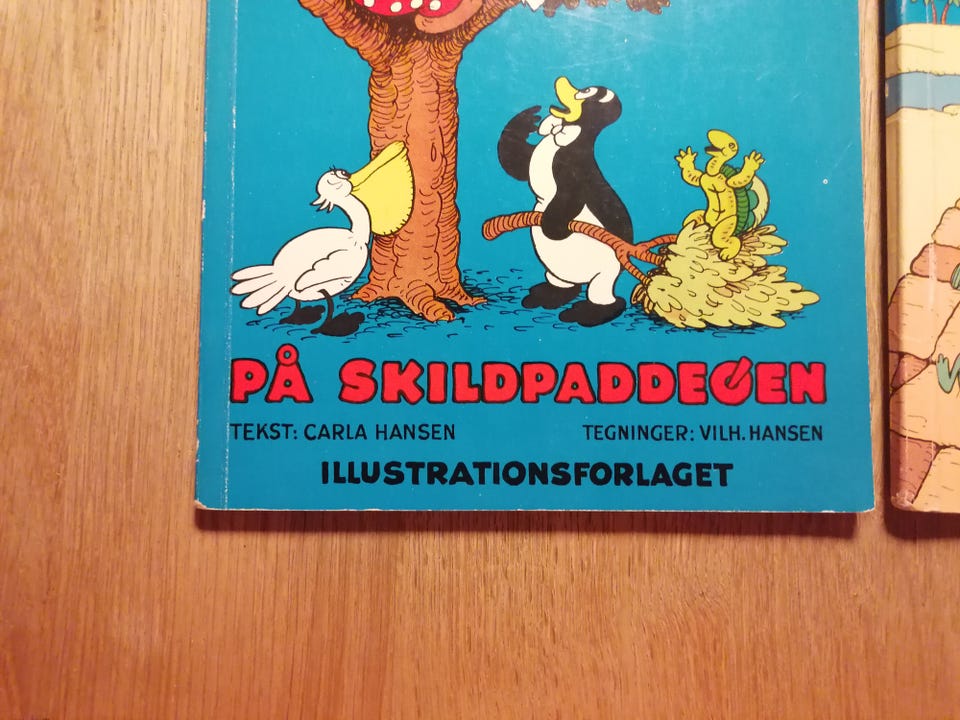 PÅ SKILDPADDEØEN
TEKST: CARLA HANSEN
TEGNINGER: VILH. HANSEN
ILLUSTRATIONSFORLAGET